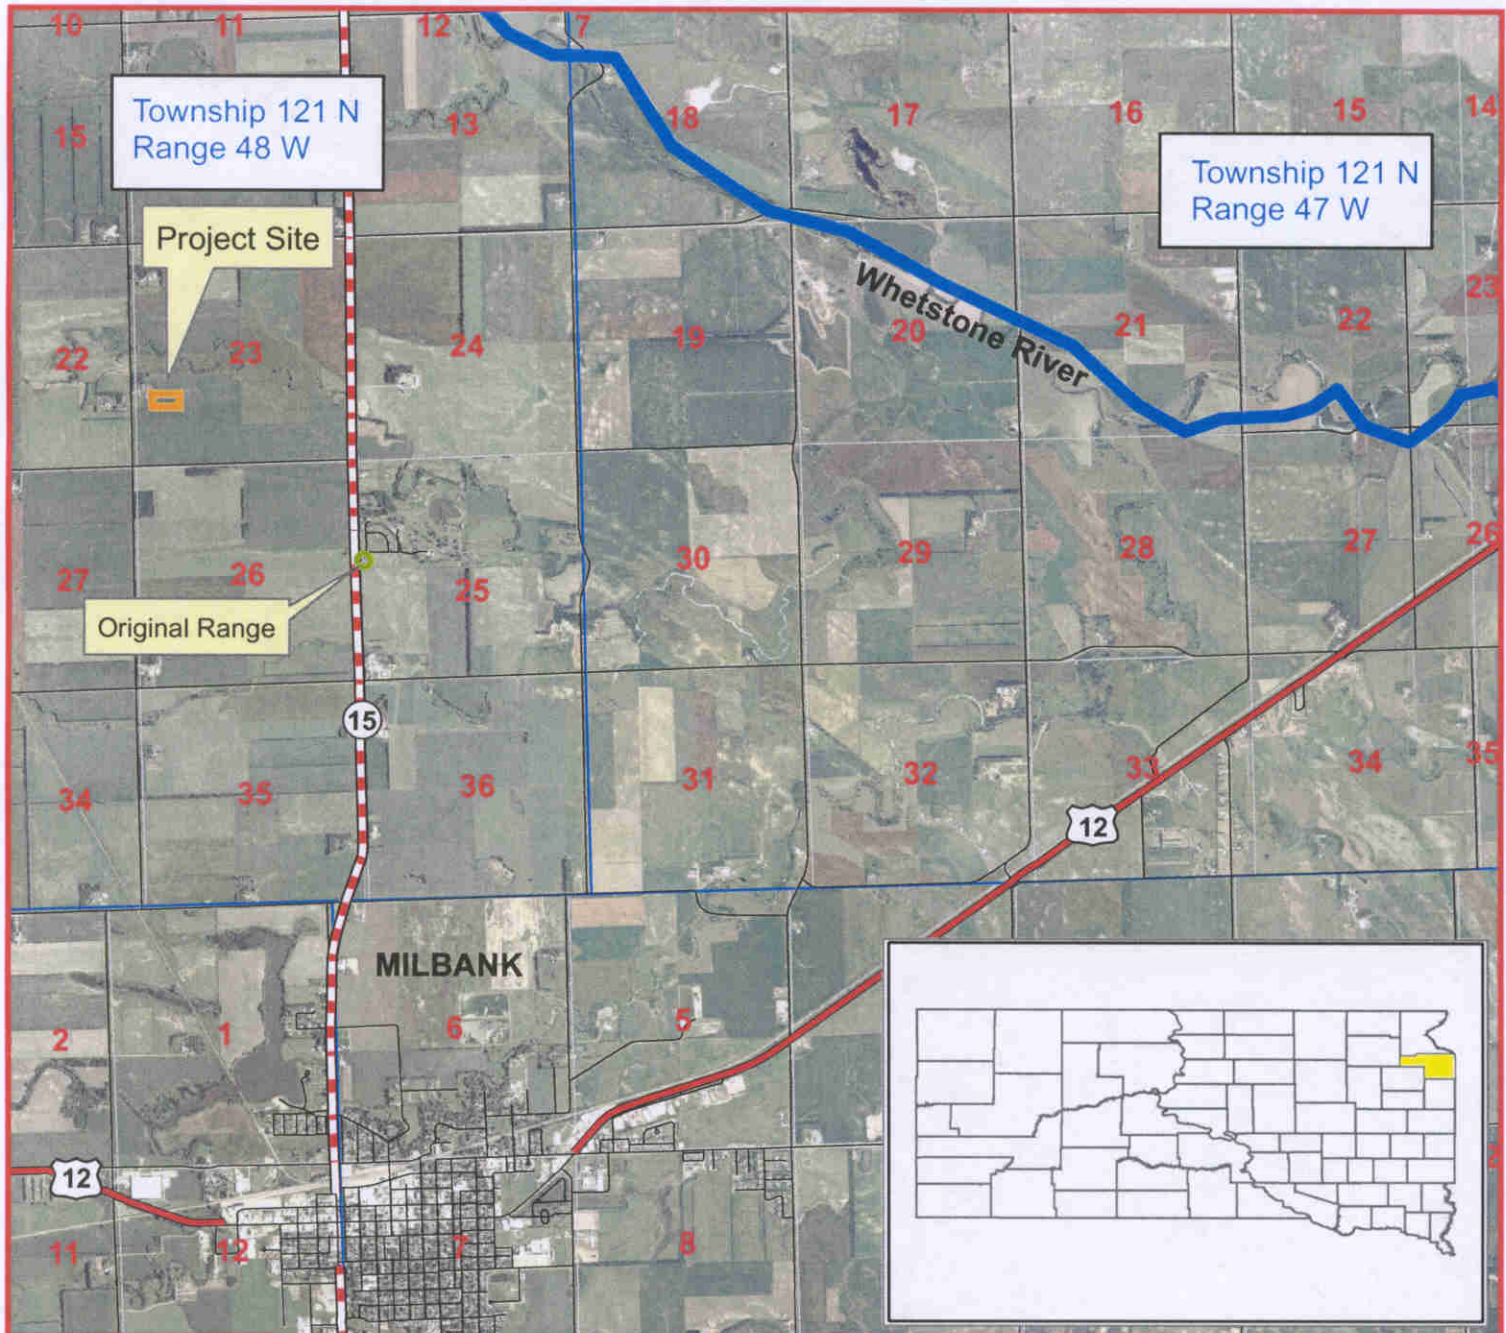 10 11 12 7
Township 121 N
Range 48 W
15 13 18 17 16 15 14
Township 121 N
Range 47 W
Project Site
Whetstone River
22 23 24 19 20 21 22 23
27 26 25 30 29 28 27 26
Original Range
15
34 35 36 31 32 33 34 35
12
MILBANK
2 1 6 5
12
11 12 7 8